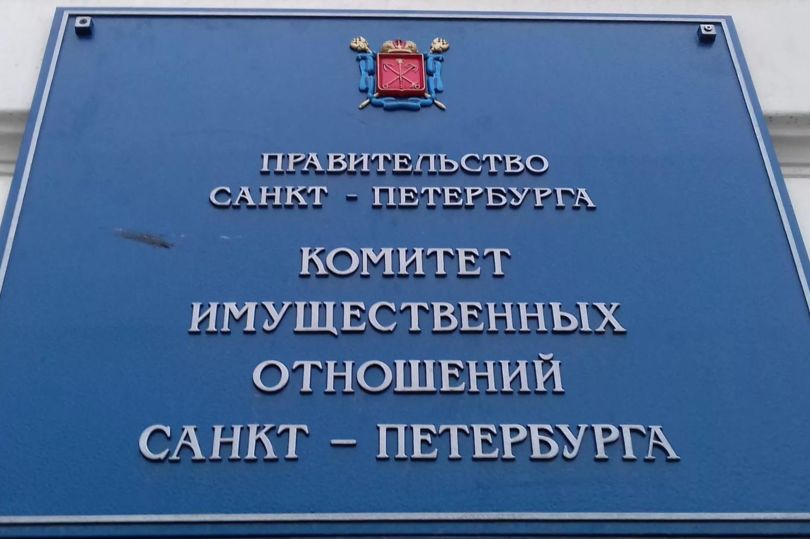 ПРАВИТЕЛЬСТВО
САНКТ - ПЕТЕРБУРГА
КОМИТЕТ
ИМУЩЕСТВЕННЫХ
ОТНОШЕНИЙ
САНКТ – ПЕТЕРБУРГА